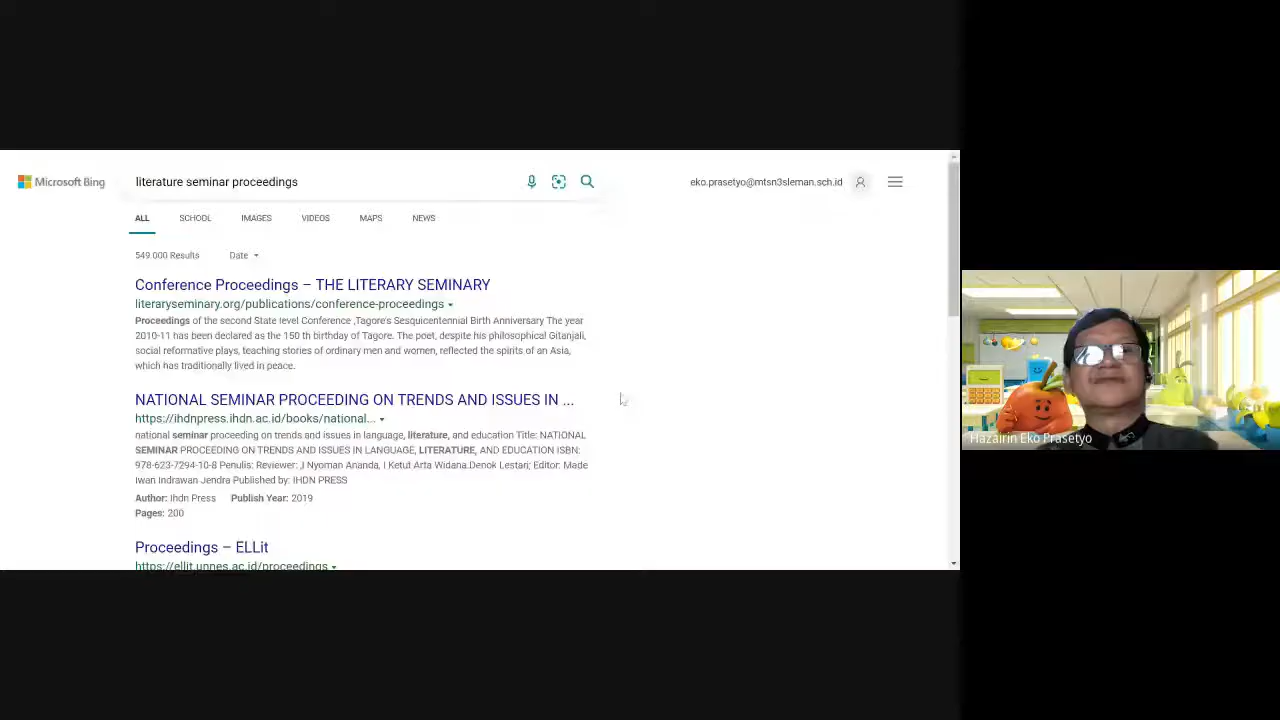 Microsoft Bing
literature seminar proceedings
eko.prasetyo@mtsn3sleman.sch.id
ALL SCHOOL IMAGES VIDEOS MAPS NEWS
549.000 Results Date
Conference Proceedings – THE LITERARY SEMINARY
literaryseminary.org/publications/conference-proceedings
Proceedings of the second State level Conference ,Tagore's Sesquicentennial Birth Anniversary The year
2010-11 has been declared as the 150 th birthday of Tagore. The poet, despite his philosophical Gitanjali,
social reformative plays, teaching stories of ordinary men and women, reflected the spirits of an Asia,
which has traditionally lived in peace.
NATIONAL SEMINAR PROCEEDING ON TRENDS AND ISSUES IN ...
https://ihdnpress.ihdn.ac.id/books/national...
national seminar proceeding on trends and issues in language, literature, and education Title: NATIONAL
SEMINAR PROCEEDING ON TRENDS AND ISSUES IN LANGUAGE, LITERATURE, AND EDUCATION ISBN:
978-623-7294-10-8 Penulis: Reviewer: ,I Nyoman Ananda, I Ketut Arta Widana.Denok Lestari; Editor: Made
Iwan Indrawan Jendra Published by: IHDN PRESS
Author: Ihdn Press Publish Year: 2019
Pages: 200
Proceedings – ELLit
https://ellit.unnes.ac.id/proceedings
Hazairin Eko Prasetyo